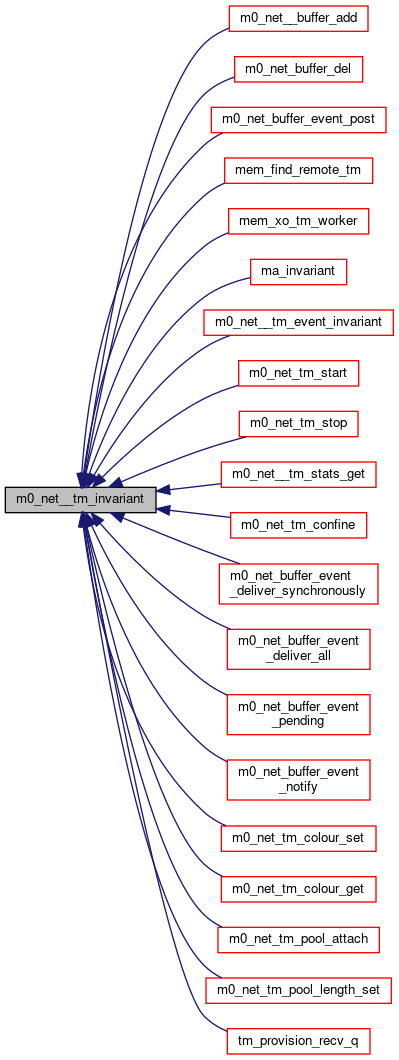 m0_net__buffer_add
m0_net_buffer_del
m0_net_buffer_event_post
mem_find_remote_tm
mem_xo_tm_worker
ma_invariant
m0_net__tm_event_invariant
m0_net_tm_start
m0_net_tm_stop
m0_net__tm_stats_get
m0_net__tm_invariant
m0_net_tm_confine
m0_net_buffer_event
_deliver_synchronously
m0_net_buffer_event
_deliver_all
m0_net_buffer_event
_pending
m0_net_buffer_event
_notify
m0_net_tm_colour_set
m0_net_tm_colour_get
m0_net_tm_pool_attach
m0_net_tm_pool_length_set
tm_provision_recv_q